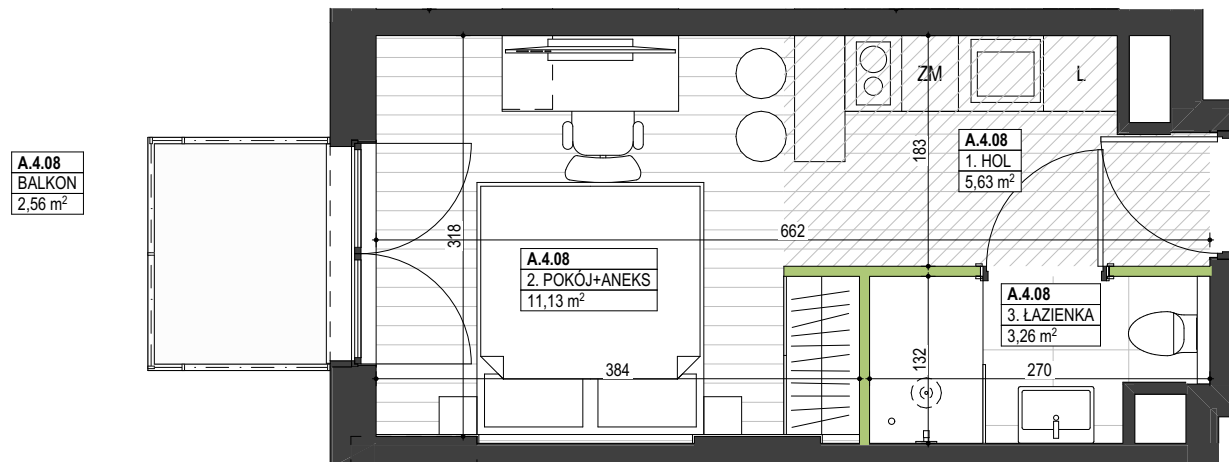 A.4.08
BALKON
2,56 m²
ZM
L
A.4.08
1. HOL
5,63 m²
183
318
662
A.4.08
2. POKÓJ+ANEKS
11,13 m²
A.4.08
3. ŁAZIENKA
3,26 m²
132
384
270